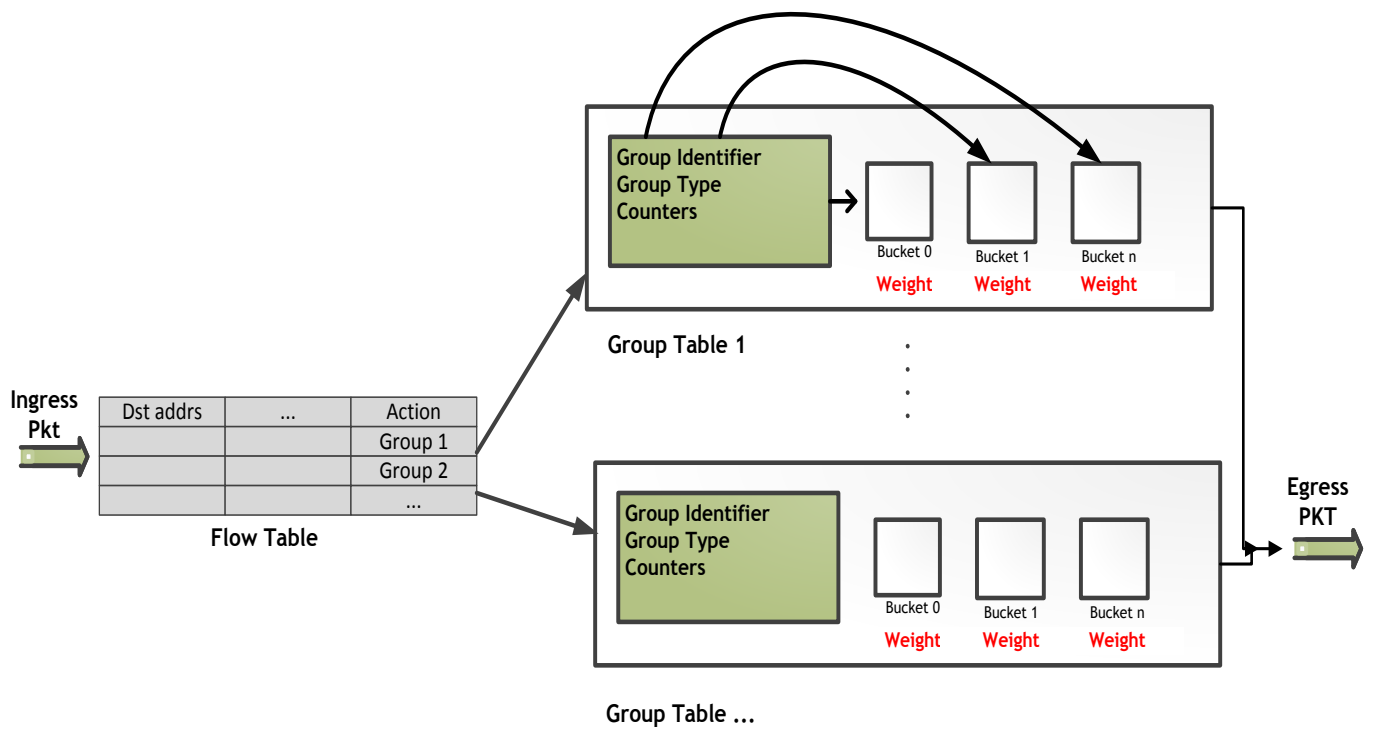 Group Identifier
Group Type
Counters
Bucket 0
Bucket 1
Bucket n
Weight
Weight
Weight
Group Table 1
Ingress
Pkt
Dst addrs
...
Action
Group 1
Group 2
...
Flow Table
Group Identifier
Group Type
Counters
Bucket 0
Bucket 1
Bucket n
Weight
Weight
Weight
Group Table ...
Egress
PKT